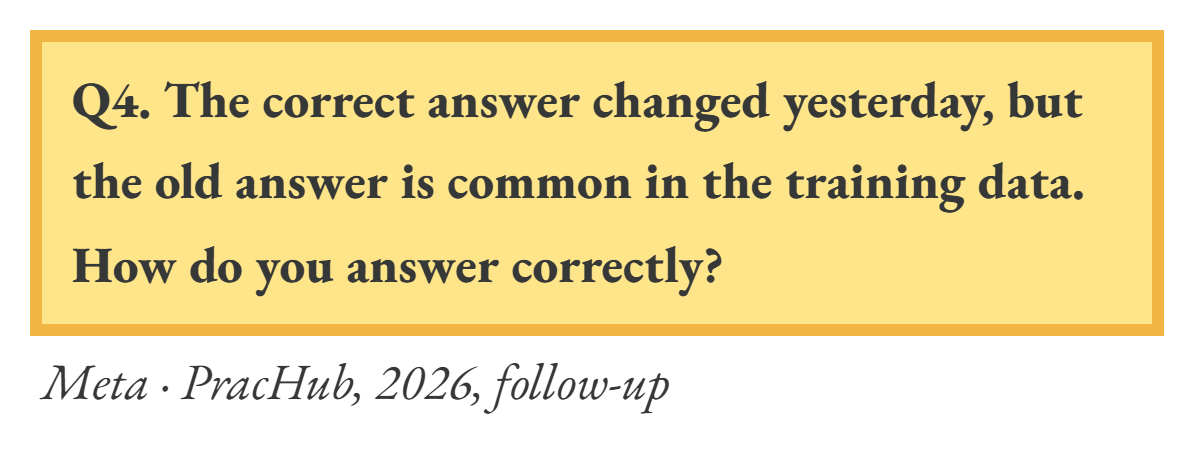 Q4. The correct answer changed yesterday, but
the old answer is common in the training data.
How do you answer correctly?
Meta · PracHub, 2026, follow-up